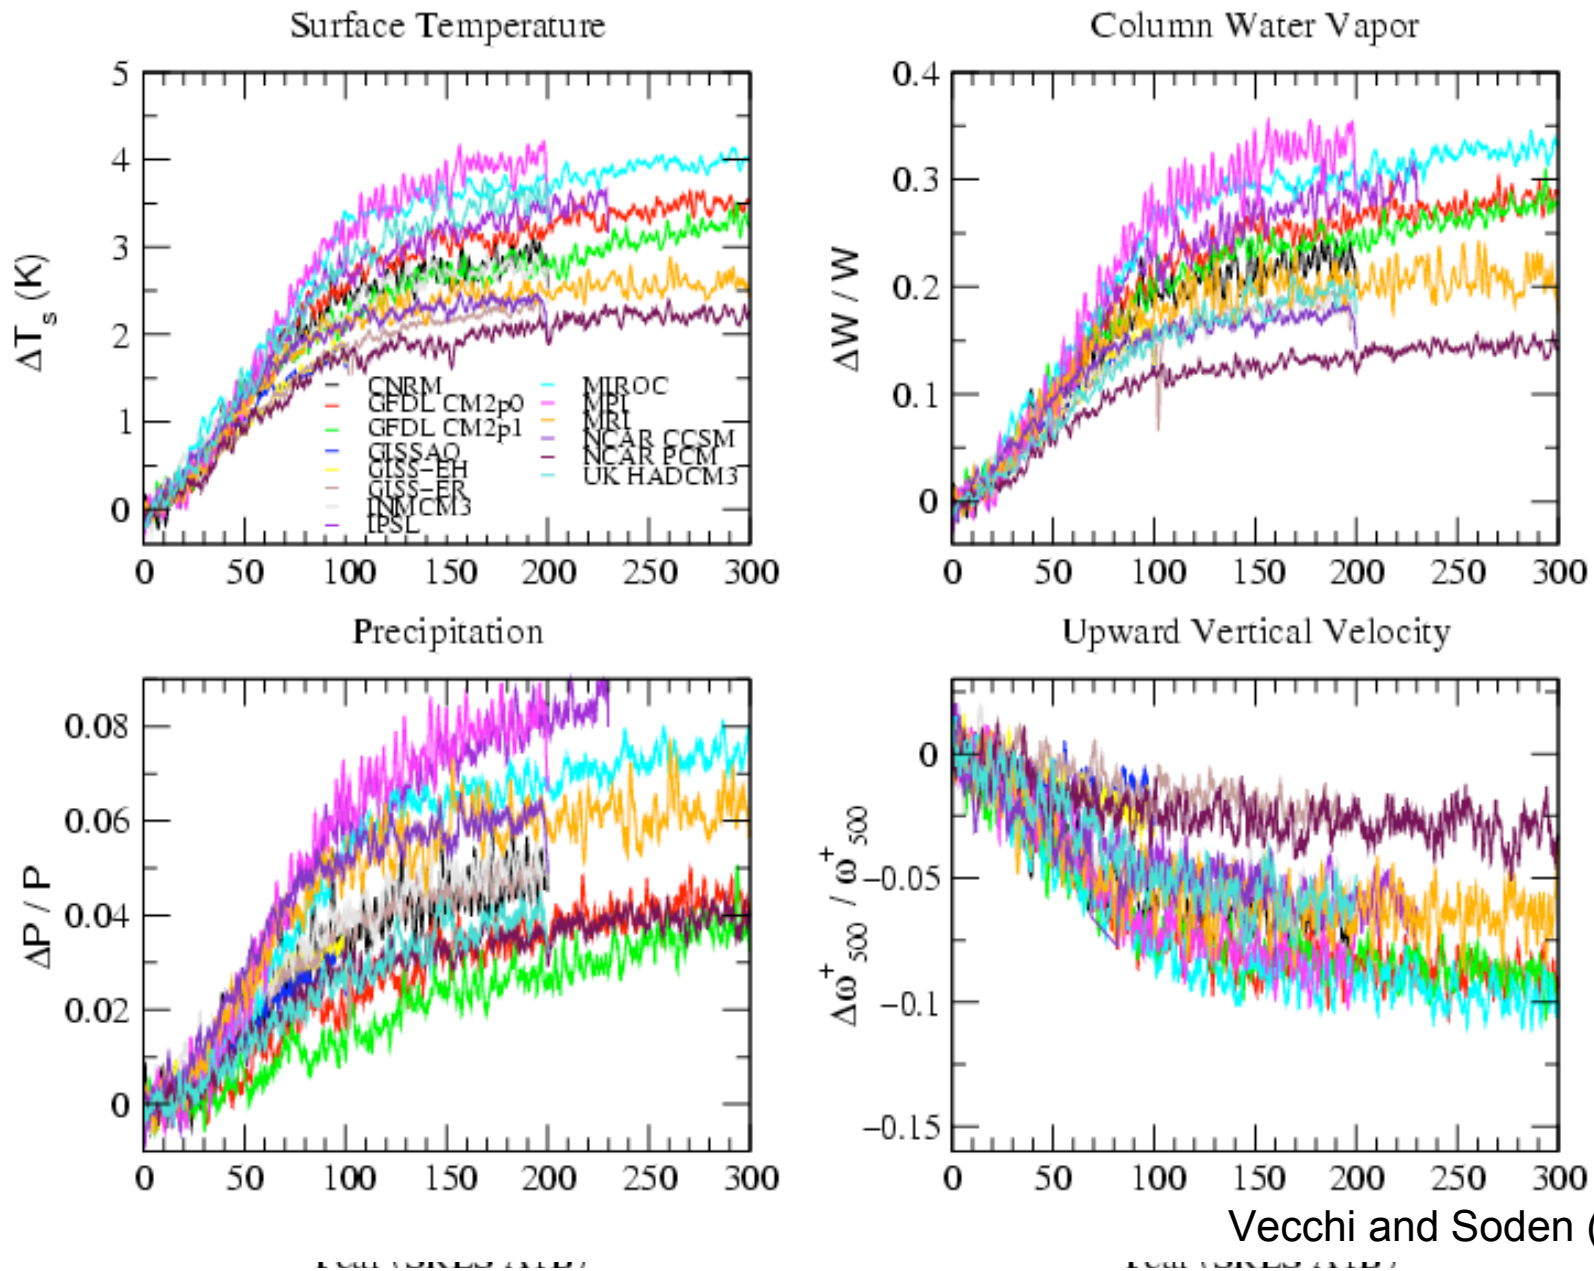 Surface Temperature
5
4
3
2
1
0
ΔTs (K)
CNRM
GFDL CM2p0
GFDL CM2p1
GISSAO
GISS-EH
GISS-ER
INMCM3
IPSL
MIROC
MPI
MRI
NCAR CCSM
NCAR PCM
UK HADCM3
0 50 100 150 200 250 300
Column Water Vapor
0.4
0.3
0.2
0.1
0
ΔW / W
0 50 100 150 200 250 300
Precipitation
0.08
0.06
0.04
0.02
0
ΔP / P
0 50 100 150 200 250 300
Upward Vertical Velocity
0
−0.05
−0.1
−0.15
Δω+500 / ω+500
0 50 100 150 200 250 300
Vecchi and Soden (